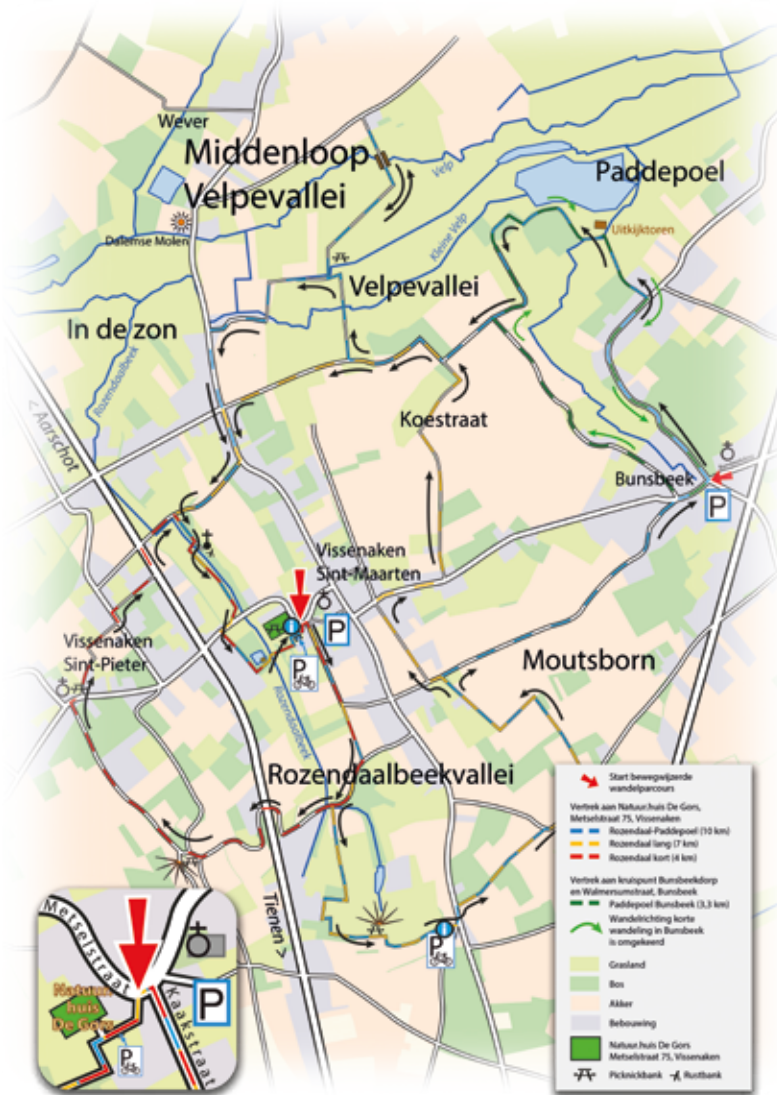 Wever
Middenloop
Velpevallei
Velp
Paddepoel
Dalemse Molen
Kleine Velp
Uitkijktoren
Velpevallei
In de zon
Rozendaalbeek
< Aarschot
Koestraat
Bunsbeek
P
Vissenaken
Sint-Maarten
i
P
P
Vissenaken
Sint-Pieter
Moutsborn
Rozendaalbeek
Rozendaalbeekvallei
Tienen >
i
P
Start bewegwijzerde
wandelparcours
Vertrek aan Natuur.huis De Gors,
Metselstraat 75, Vissenaken
Rozendaal-Paddepoel (10 km)
Rozendaal lang (7 km)
Rozendaal kort (4 km)
Vertrek aan kruispunt Bunsbeekdorp
en Walmersumstraat, Bunsbeek
Paddepoel Bunsbeek (3,3 km)
Wandelrichting korte
wandeling in Bunsbeek
is omgekeerd
Grasland
Bos
Akker
Bebouwing
Natuur.huis De Gors
Metselstraat 75, Vissenaken
Picknickbank
Rustbank
Metselstraat
Natuur.
huis
De Gors
P
Kaakstraat
P